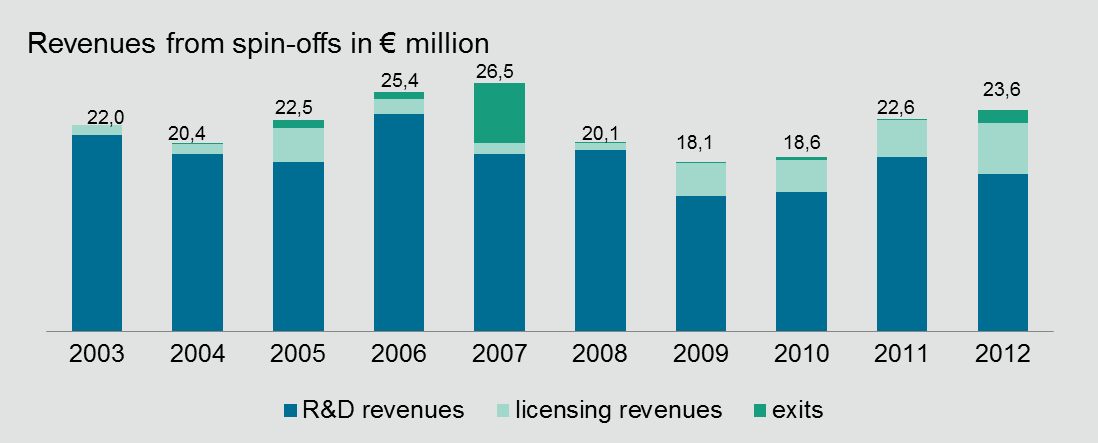 Revenues from spin-offs in € million
22,0 20,4 22,5 25,4 26,5 20,1 18,1 18,6 22,6 23,6
2003 2004 2005 2006 2007 2008 2009 2010 2011 2012
R&D revenues licensing revenues exits